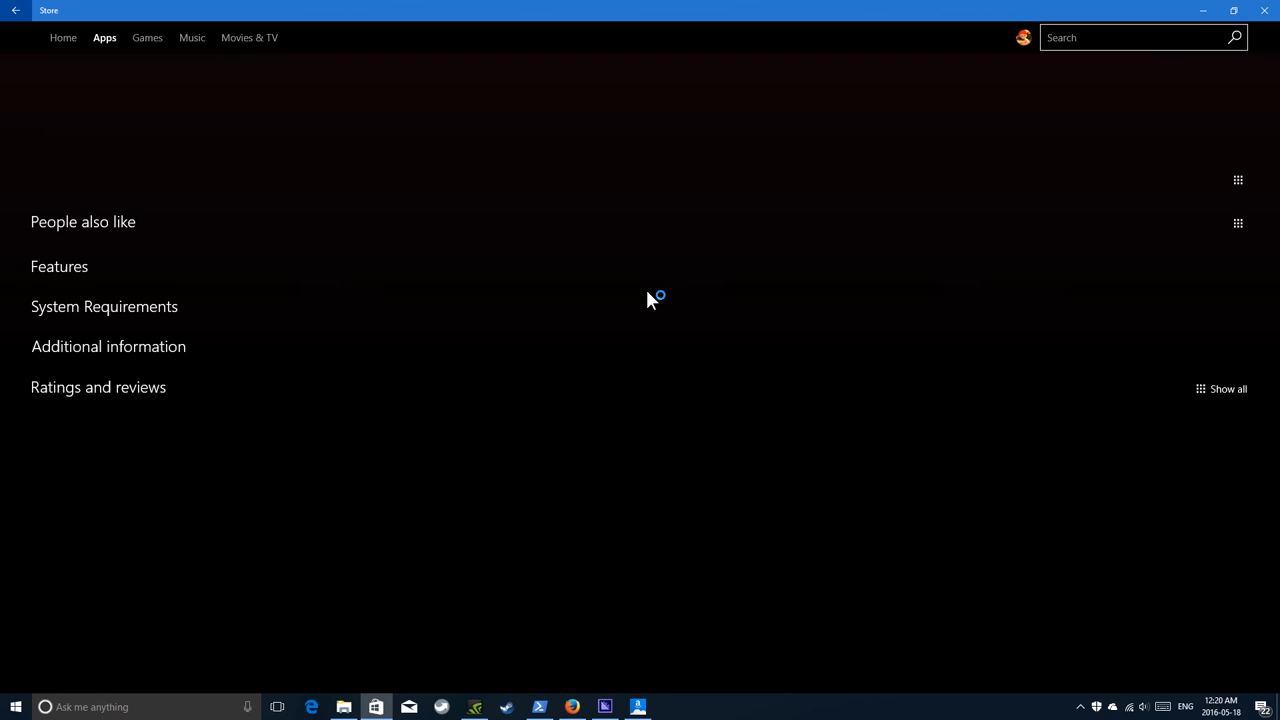 Store
Home Apps Games Music Movies & TV Search
People also like
Features
System Requirements
Additional information
Ratings and reviews Show all
Ask me anything
ENG
12:20 AM
2016-05-18
22